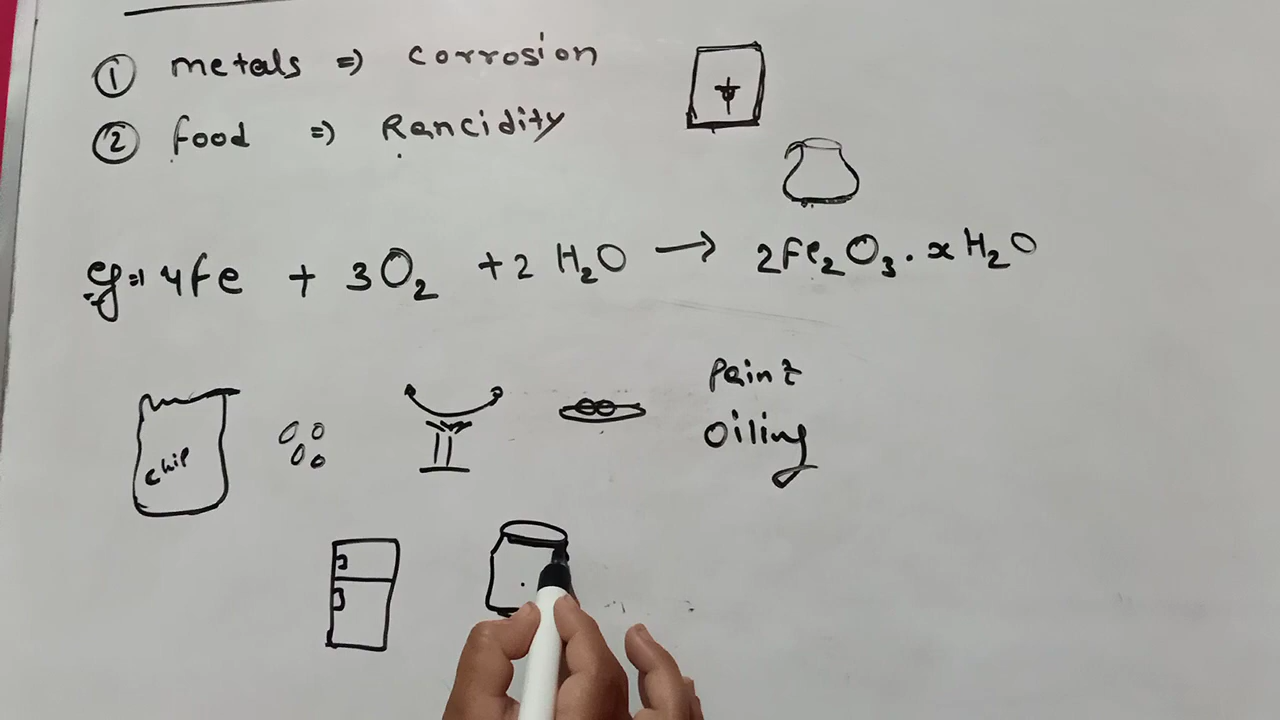 ① metals ⇒ corrosion
② food ⇒ Rancidity
eg ⇒ 4Fe + 3O₂ + 2H₂O → 2Fe₂O₃.xH₂O
Paint
chip
oiling